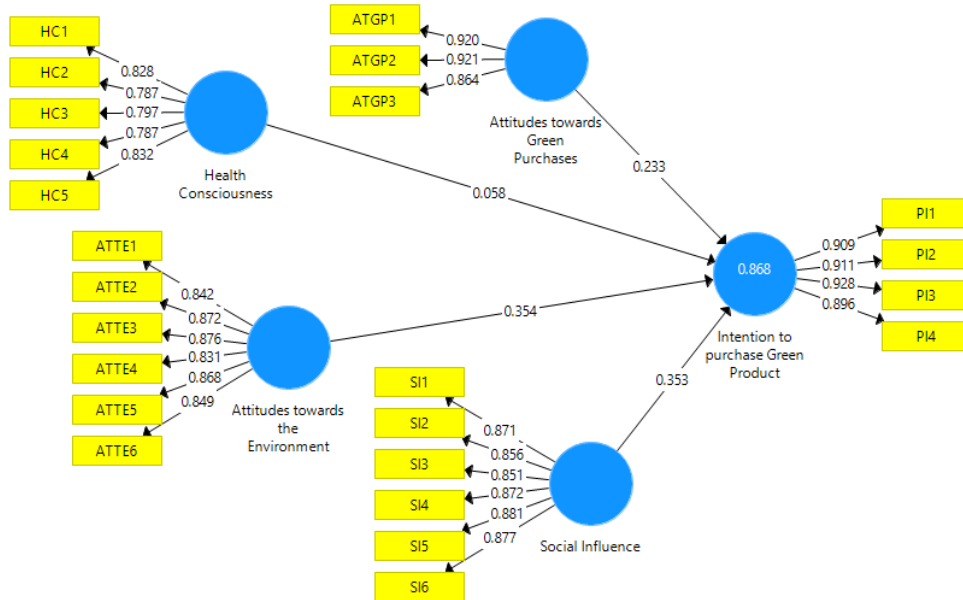 HC1
HC2
HC3
HC4
HC5
0.828
0.787
0.797
0.787
0.832
Health
Consciousness
ATGP1
ATGP2
ATGP3
0.920
0.921
0.864
Attitudes towards
Green
Purchases
0.233
0.058
ATTE1
ATTE2
ATTE3
ATTE4
ATTE5
ATTE6
0.842
0.872
0.876
0.831
0.868
0.849
Attitudes towards
the
Environment
0.354
0.868
Intention to
purchase Green
Product
0.909
0.911
0.928
0.896
PI1
PI2
PI3
PI4
0.353
SI1
SI2
SI3
SI4
SI5
SI6
0.871
0.856
0.851
0.872
0.881
0.877
Social Influence